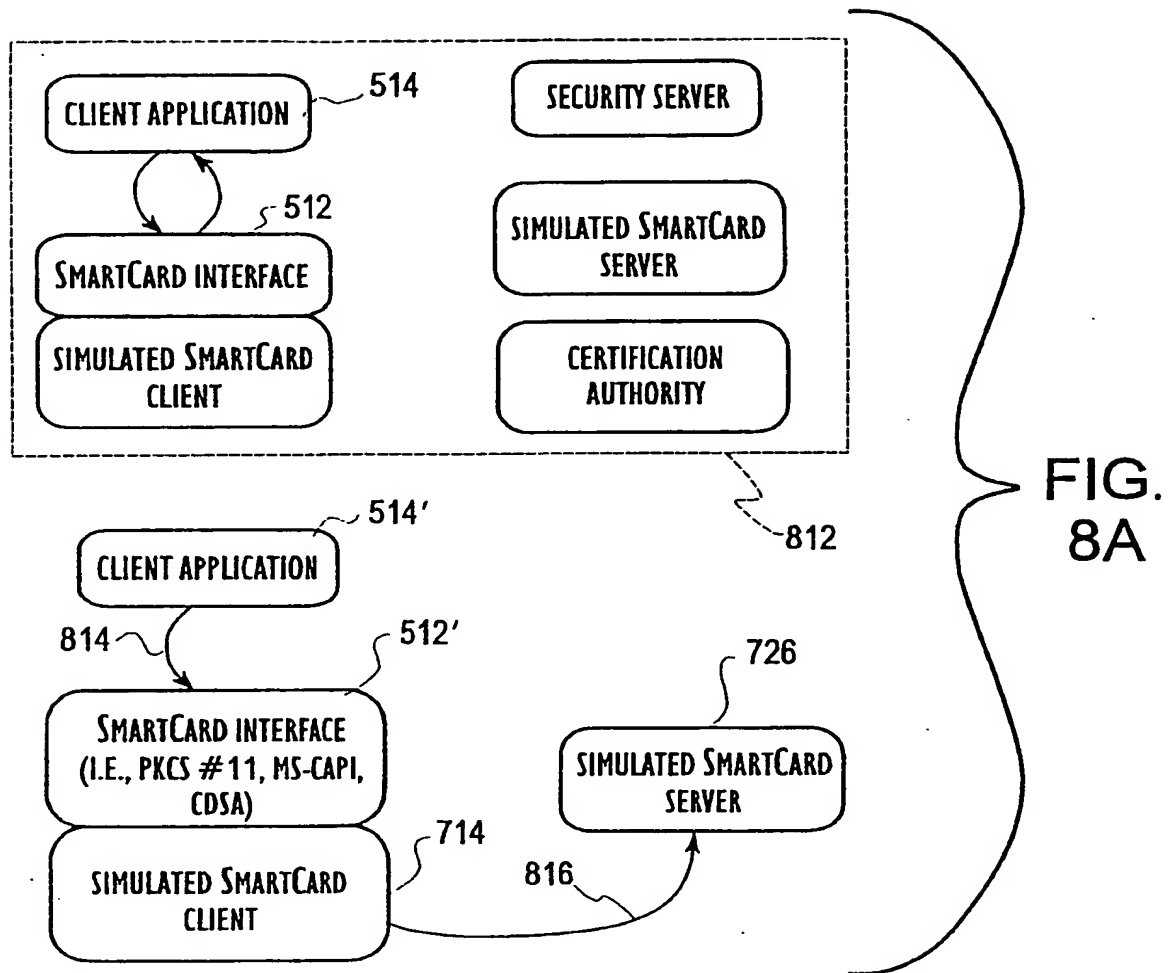 CLIENT APPLICATION
514
SECURITY SERVER
512
SMARTCARD INTERFACE
SIMULATED SMARTCARD
SERVER
SIMULATED SMARTCARD
CLIENT
CERTIFICATION
AUTHORITY
812
FIG.
8A
514'
CLIENT APPLICATION
814
512'
726
SMARTCARD INTERFACE
(I.E., PKCS #11, MS-CAPI,
CDSA)
SIMULATED SMARTCARD
SERVER
714
SIMULATED SMARTCARD
CLIENT
816